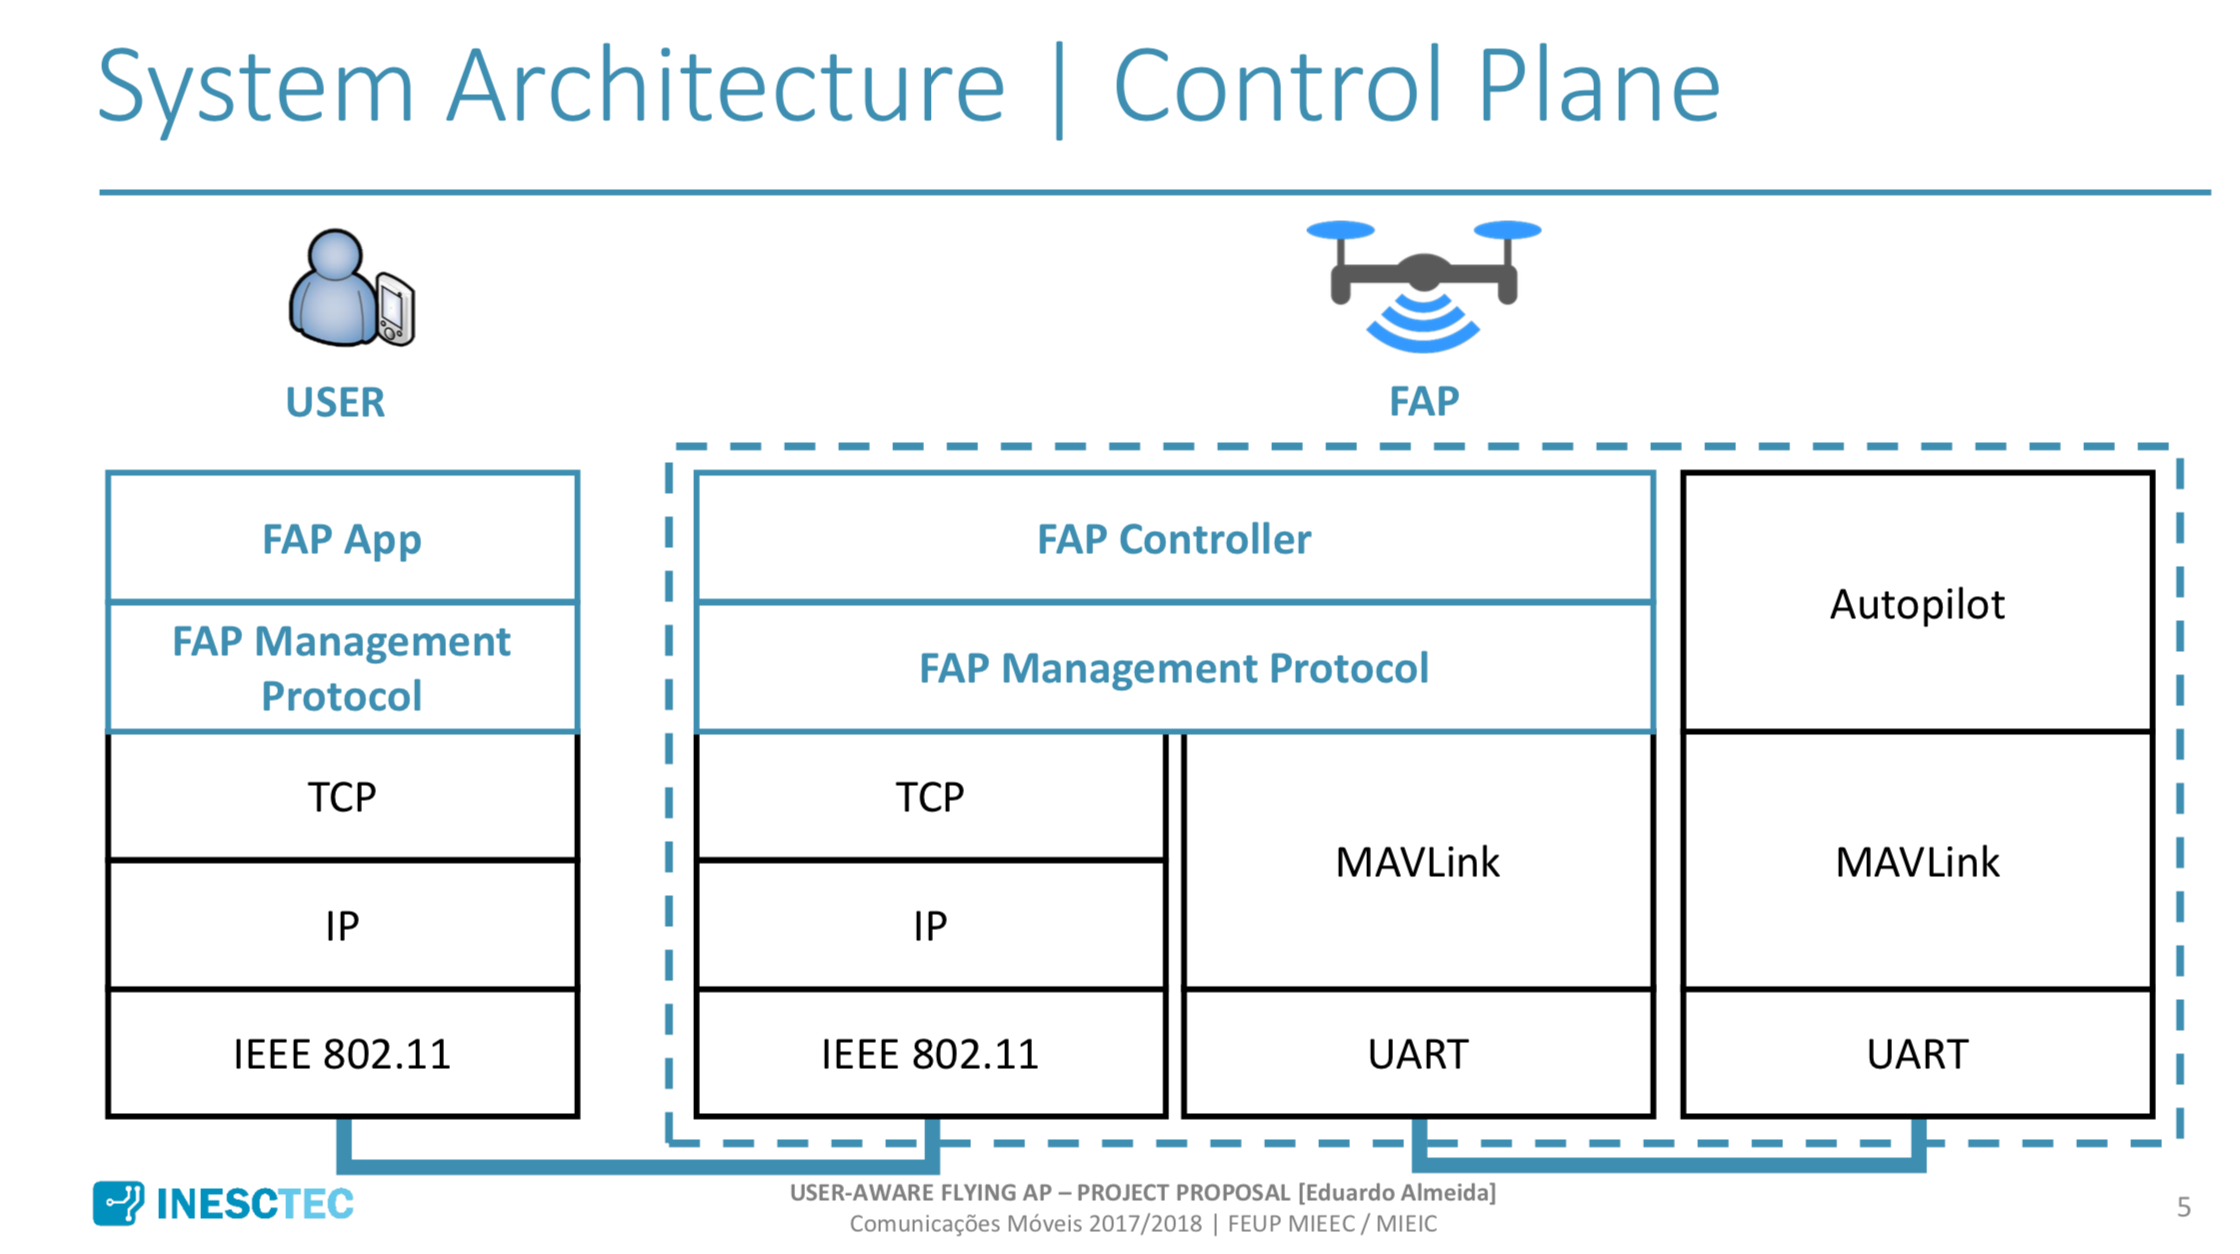 System Architecture | Control Plane
USER
FAP
FAP App
FAP Management
Protocol
TCP
IP
IEEE 802.11
FAP Controller
FAP Management Protocol
TCP
IP
IEEE 802.11
MAVLink
UART
Autopilot
MAVLink
UART
INESCTEC
USER-AWARE FLYING AP – PROJECT PROPOSAL [Eduardo Almeida]
Comunicações Móveis 2017/2018 | FEUP MIEEC / MIEIC
5